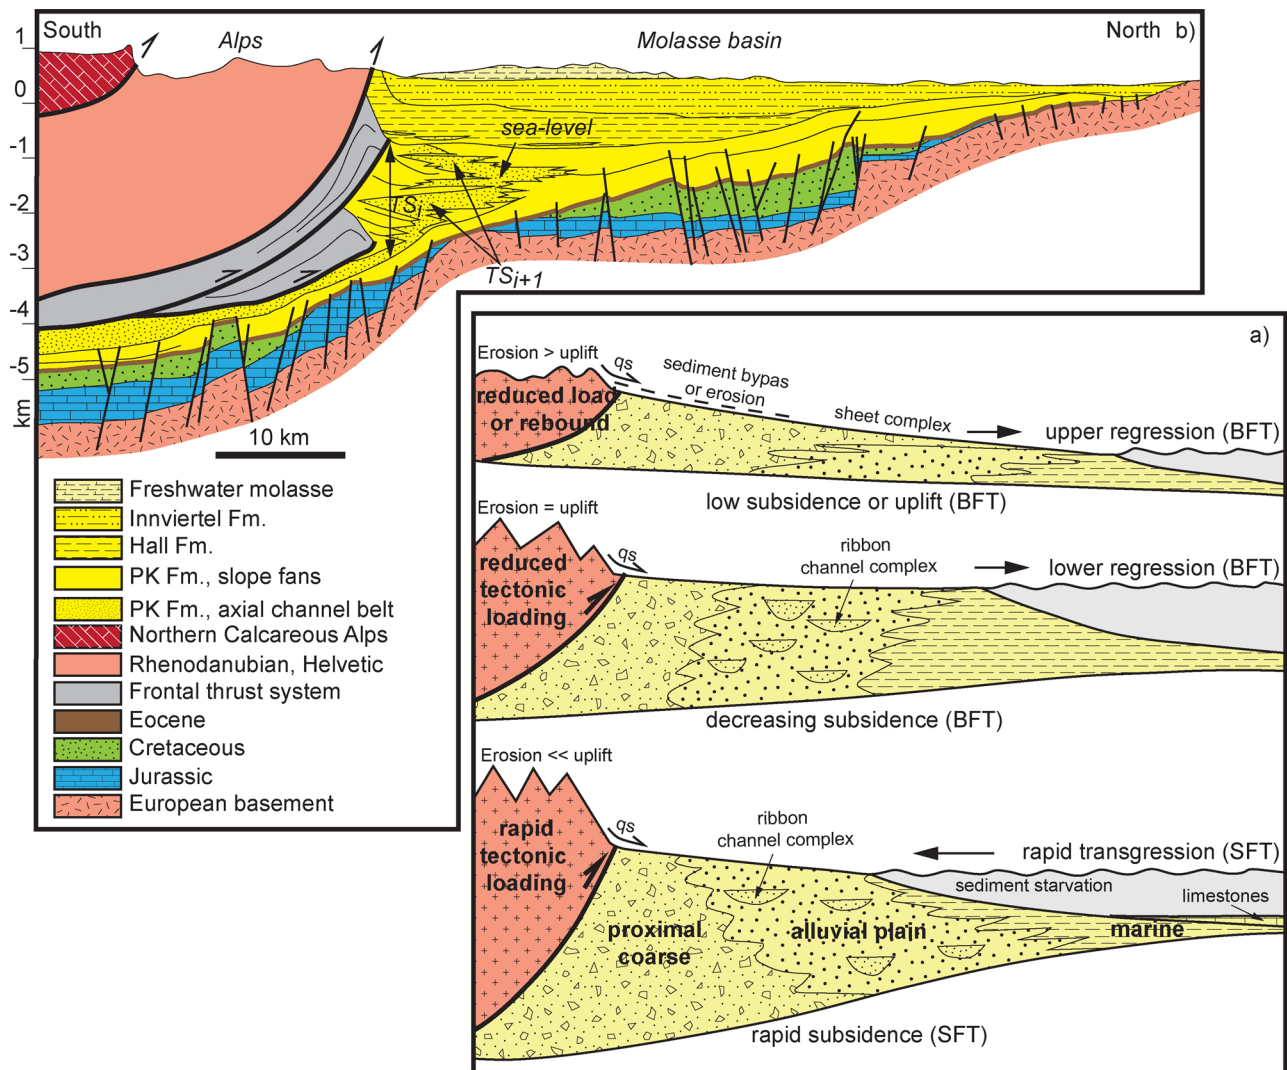 South
Alps
Molasse basin
North b)
1
0
-1
-2
-3
-4
-5
km
sea-level
TSi
TSi+1
10 km
Freshwater molasse
Innviertel Fm.
Hall Fm.
PK Fm., slope fans
PK Fm., axial channel belt
Northern Calcareous Alps
Rhenodanubian, Helvetic
Frontal thrust system
Eocene
Cretaceous
Jurassic
European basement
a)
Erosion > uplift
qs
sediment bypas
or erosion
reduced load
or rebound
sheet complex
upper regression (BFT)
low subsidence or uplift (BFT)
Erosion = uplift
qs
ribbon
channel complex
reduced
tectonic
loading
lower regression (BFT)
decreasing subsidence (BFT)
Erosion << uplift
qs
ribbon
channel complex
rapid
tectonic
loading
rapid transgression (SFT)
sediment starvation
limestones
proximal
coarse
alluvial plain
marine
rapid subsidence (SFT)